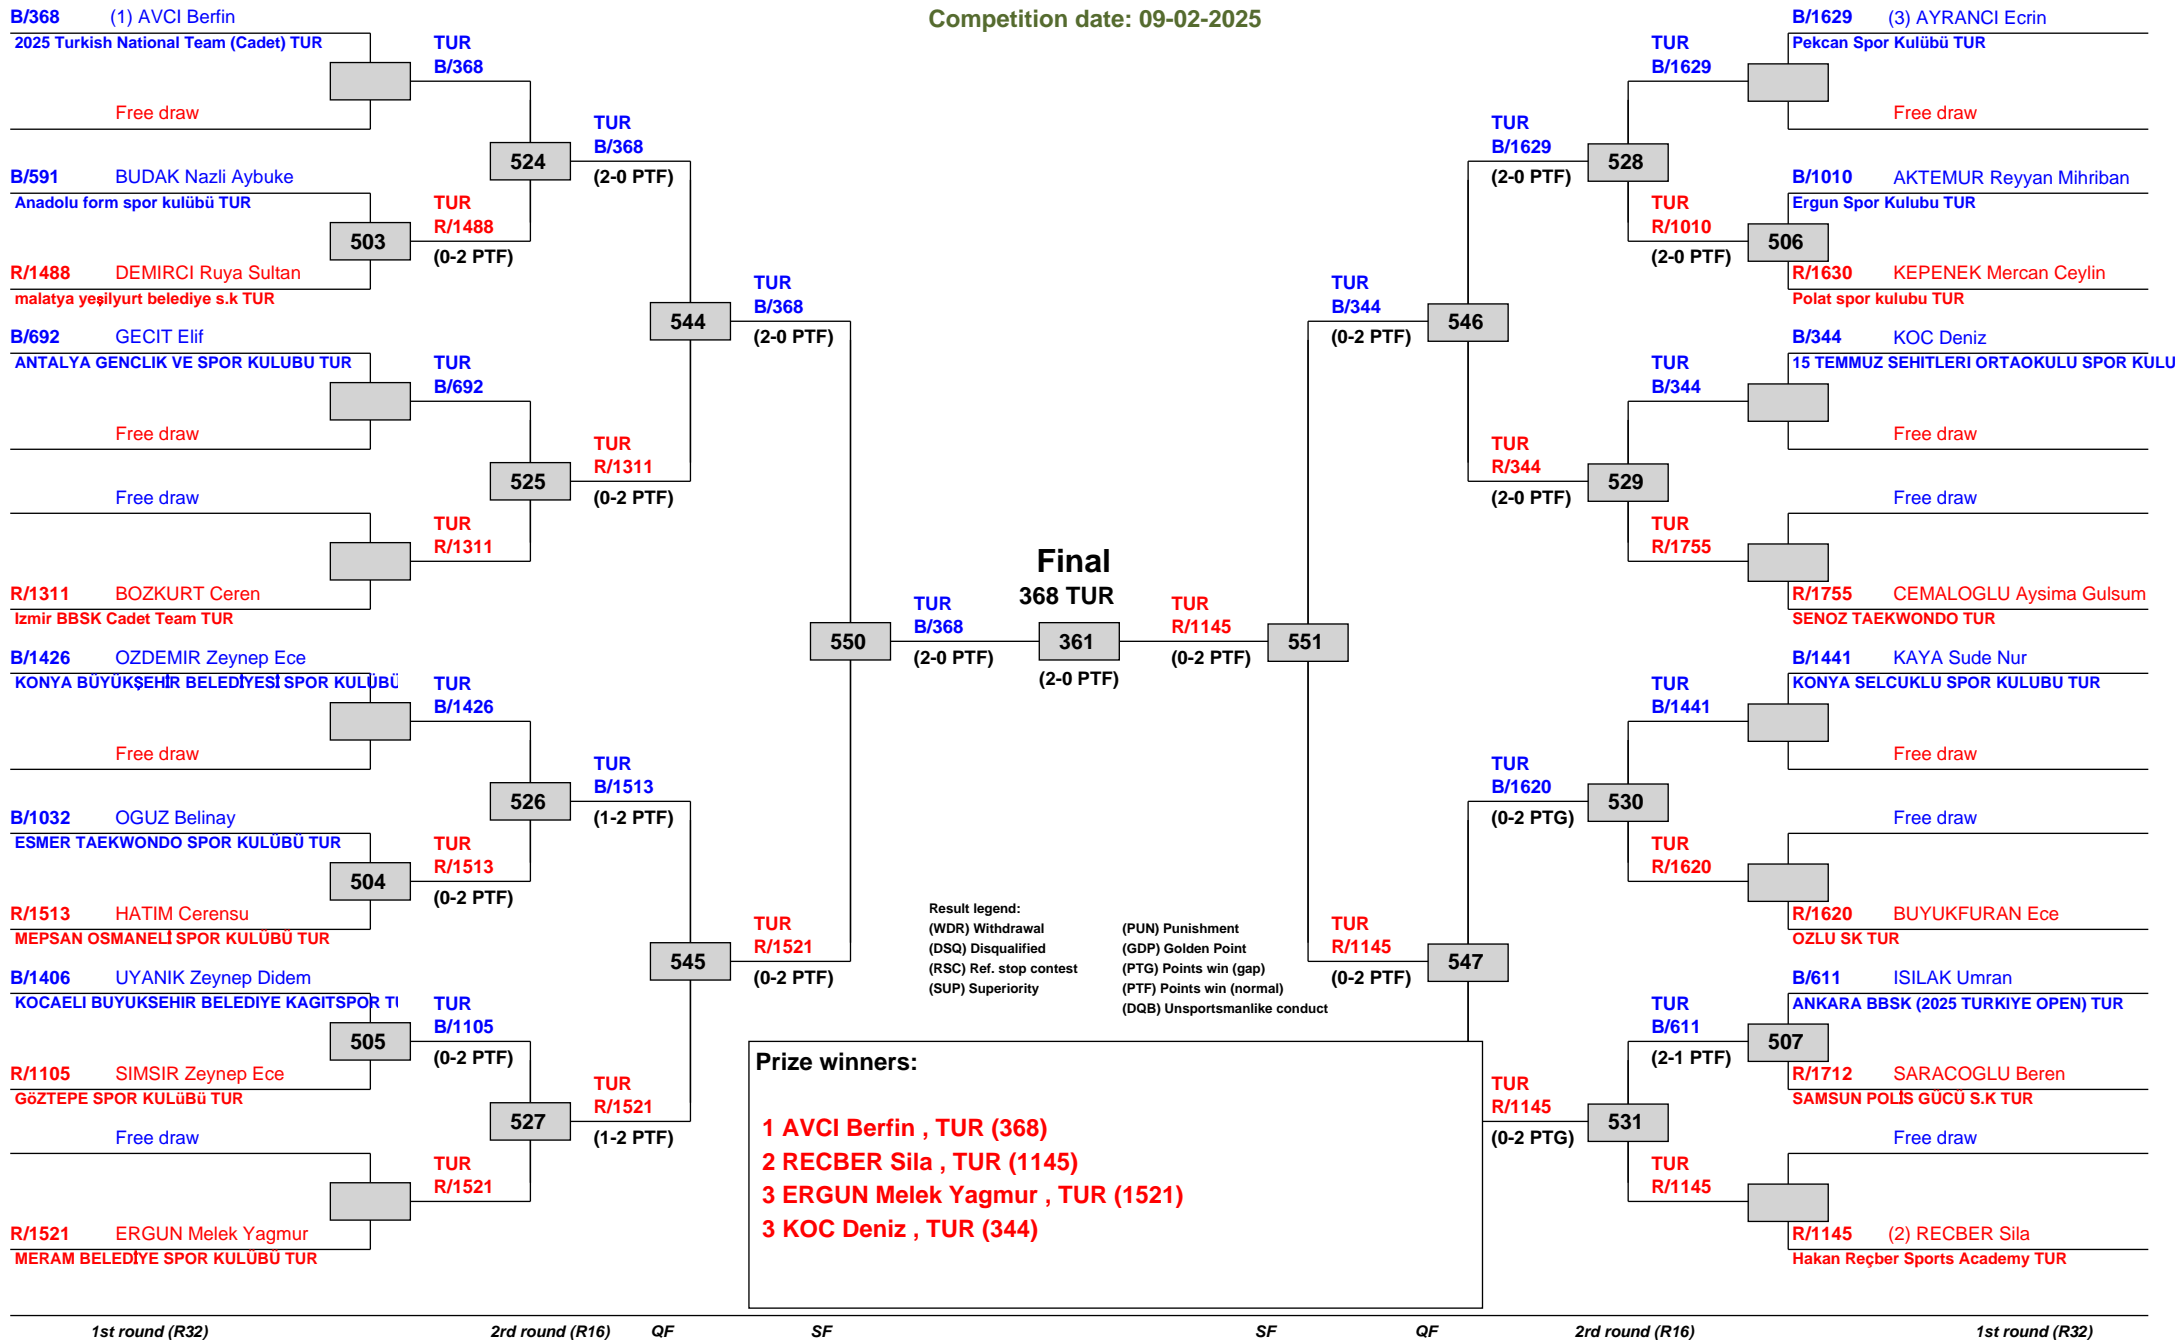 Competition date: 09-02-2025
B/368 (1) AVCI Berfin
2025 Turkish National Team (Cadet) TUR
Free draw
B/591 BUDAK Nazli Aybuke
Anadolu form spor kulübü TUR
503
R/1488 DEMIRCI Ruya Sultan
malatya yeşilyurt belediye s.k TUR
B/692 GECIT Elif
ANTALYA GENCLIK VE SPOR KULUBU TUR
Free draw
Free draw
R/1311 BOZKURT Ceren
Izmir BBSK Cadet Team TUR
B/1426 OZDEMIR Zeynep Ece
KONYA BÜYÜKŞEHİR BELEDİYESİ SPOR KULÜBÜ
Free draw
B/1032 OGUZ Belinay
ESMER TAEKWONDO SPOR KULÜBÜ TUR
504
R/1513 HATIM Cerensu
MEPSAN OSMANELİ SPOR KULÜBÜ TUR
B/1406 UYANIK Zeynep Didem
KOCAELI BUYUKSEHIR BELEDIYE KAGITSPOR TU
505
R/1105 SIMSIR Zeynep Ece
GöZTEPE SPOR KULüBü TUR
Free draw
R/1521 ERGUN Melek Yagmur
MERAM BELEDİYE SPOR KULÜBÜ TUR
TUR
B/368
524
TUR
R/1488
(0-2 PTF)
TUR
B/692
525
TUR
R/1311
TUR
B/1426
526
TUR
R/1513
(0-2 PTF)
TUR
B/1105
(0-2 PTF)
527
TUR
R/1521
TUR
B/368
(2-0 PTF)
544
TUR
R/1311
(0-2 PTF)
TUR
B/1513
(1-2 PTF)
545
TUR
R/1521
(1-2 PTF)
TUR
B/368
(2-0 PTF)
550
TUR
R/1521
(0-2 PTF)
TUR
B/368
(2-0 PTF)
Final
368 TUR
361
(2-0 PTF)
TUR
R/1145
(0-2 PTF)
551
TUR
B/344
(0-2 PTF)
546
TUR
R/1145
(0-2 PTF)
547
TUR
B/1629
(2-0 PTF)
528
TUR
R/344
(2-0 PTF)
529
TUR
B/1620
(0-2 PTG)
530
TUR
R/1145
(0-2 PTG)
531
TUR
B/1629
TUR
R/1010
(2-0 PTF)
TUR
B/344
TUR
R/1755
TUR
B/1441
TUR
R/1620
TUR
B/611
(2-1 PTF)
TUR
R/1145
B/1629 (3) AYRANCI Ecrin
Pekcan Spor Kulübü TUR
Free draw
B/1010 AKTEMUR Reyyan Mihriban
Ergun Spor Kulubu TUR
506
R/1630 KEPENEK Mercan Ceylin
Polat spor kulubu TUR
B/344 KOC Deniz
15 TEMMUZ SEHITLERI ORTAOKULU SPOR KULU
Free draw
Free draw
R/1755 CEMALOGLU Aysima Gulsum
SENOZ TAEKWONDO TUR
B/1441 KAYA Sude Nur
KONYA SELCUKLU SPOR KULUBU TUR
Free draw
Free draw
R/1620 BUYUKFURAN Ece
OZLU SK TUR
B/611 ISILAK Umran
ANKARA BBSK (2025 TURKIYE OPEN) TUR
507
R/1712 SARACOGLU Beren
SAMSUN POLİS GÜCÜ S.K TUR
Free draw
R/1145 (2) RECBER Sila
Hakan Reçber Sports Academy TUR
Result legend:
(WDR) Withdrawal (PUN) Punishment
(DSQ) Disqualified (GDP) Golden Point
(RSC) Ref. stop contest (PTG) Points win (gap)
(SUP) Superiority (PTF) Points win (normal)
(DQB) Unsportsmanlike conduct
Prize winners:
1 AVCI Berfin , TUR (368)
2 RECBER Sila , TUR (1145)
3 ERGUN Melek Yagmur , TUR (1521)
3 KOC Deniz , TUR (344)
1st round (R32) 2rd round (R16) QF SF SF QF 2rd round (R16) 1st round (R32)